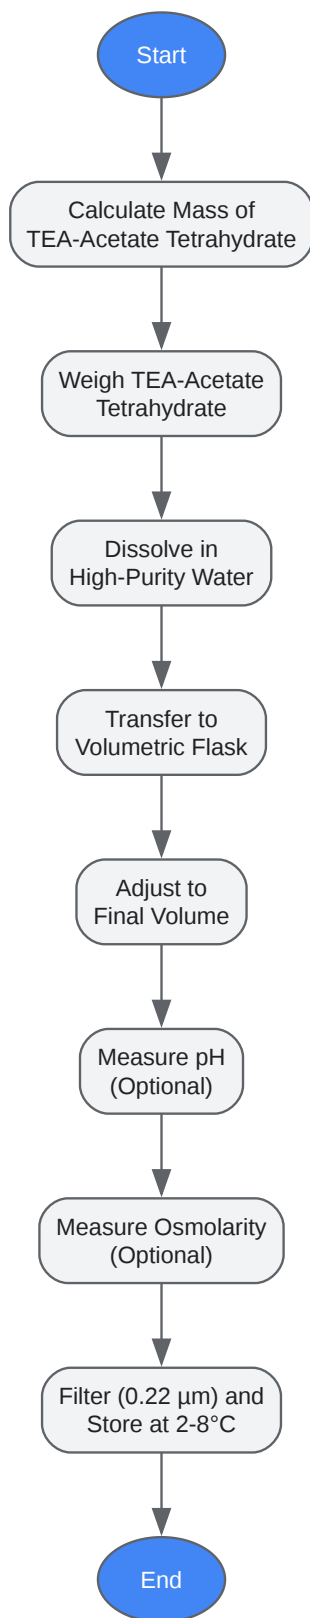 Start
Calculate Mass of
TEA-Acetate Tetrahydrate
Weigh TEA-Acetate
Tetrahydrate
Dissolve in
High-Purity Water
Transfer to
Volumetric Flask
Adjust to
Final Volume
Measure pH
(Optional)
Measure Osmolarity
(Optional)
Filter (0.22 µm) and
Store at 2-8°C
End